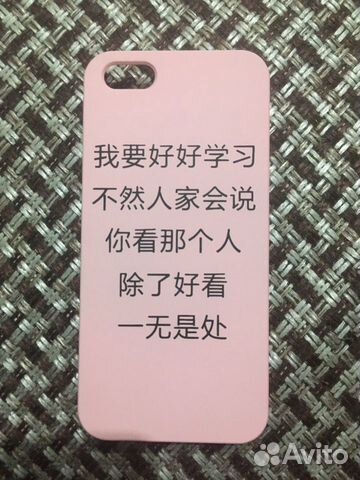 我要好好学习
不然人家会说
你看那个人
除了好看
一无是处
Avito